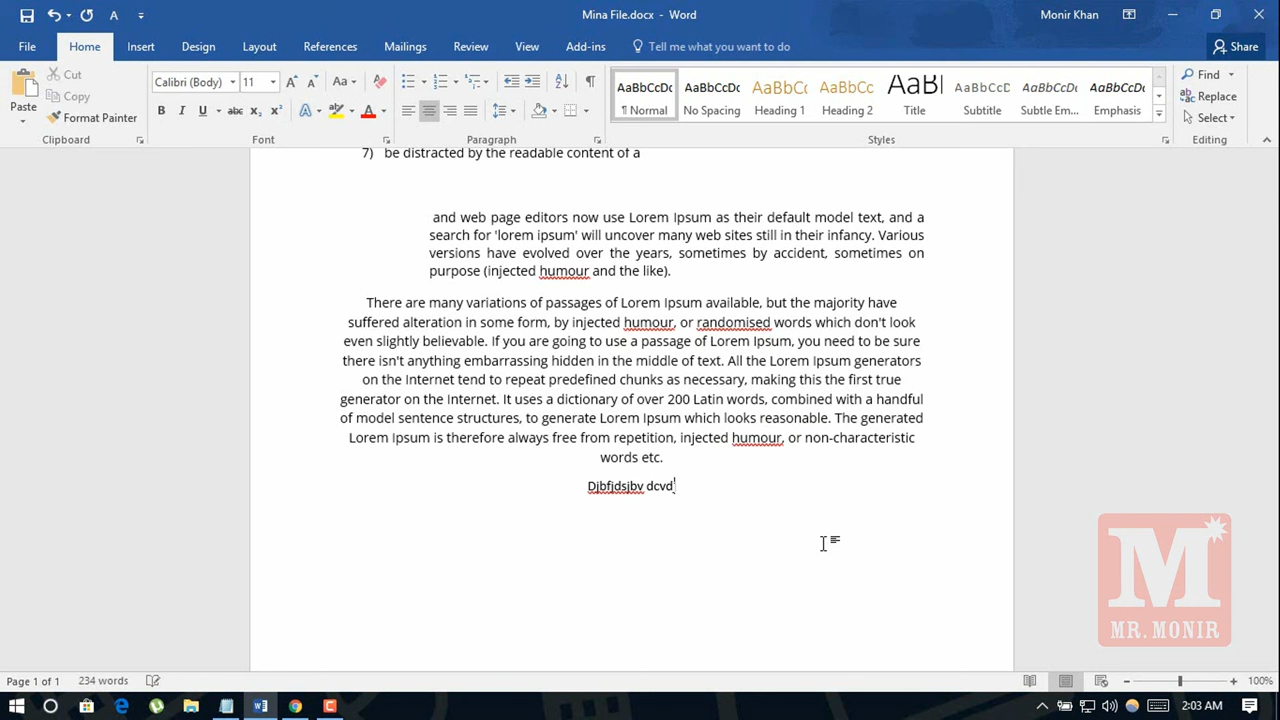 Mina File.docx - Word
Monir Khan
File Home Insert Design Layout References Mailings Review View Add-ins Tell me what you want to do Share
Paste
Cut
Copy
Format Painter
Clipboard
Calibri (Body) 11
Font
Paragraph
AaBbCcDc AaBbCcDc AaBbCc AaBbCc AaBl AaBbCcD AaBbCcDc AaBbCcDc
¶ Normal No Spacing Heading 1 Heading 2 Title Subtitle Subtle Em... Emphasis
Styles
Find
Replace
Select
Editing
7) be distracted by the readable content of a
and web page editors now use Lorem Ipsum as their default model text, and a
search for 'lorem ipsum' will uncover many web sites still in their infancy. Various
versions have evolved over the years, sometimes by accident, sometimes on
purpose (injected humour and the like).
There are many variations of passages of Lorem Ipsum available, but the majority have
suffered alteration in some form, by injected humour, or randomised words which don't look
even slightly believable. If you are going to use a passage of Lorem Ipsum, you need to be sure
there isn't anything embarrassing hidden in the middle of text. All the Lorem Ipsum generators
on the Internet tend to repeat predefined chunks as necessary, making this the first true
generator on the Internet. It uses a dictionary of over 200 Latin words, combined with a handful
of model sentence structures, to generate Lorem Ipsum which looks reasonable. The generated
Lorem Ipsum is therefore always free from repetition, injected humour, or non-characteristic
words etc.
Djbfjdsjbv dcvd
M
MR. MONIR
Page 1 of 1 234 words 100%
2:03 AM